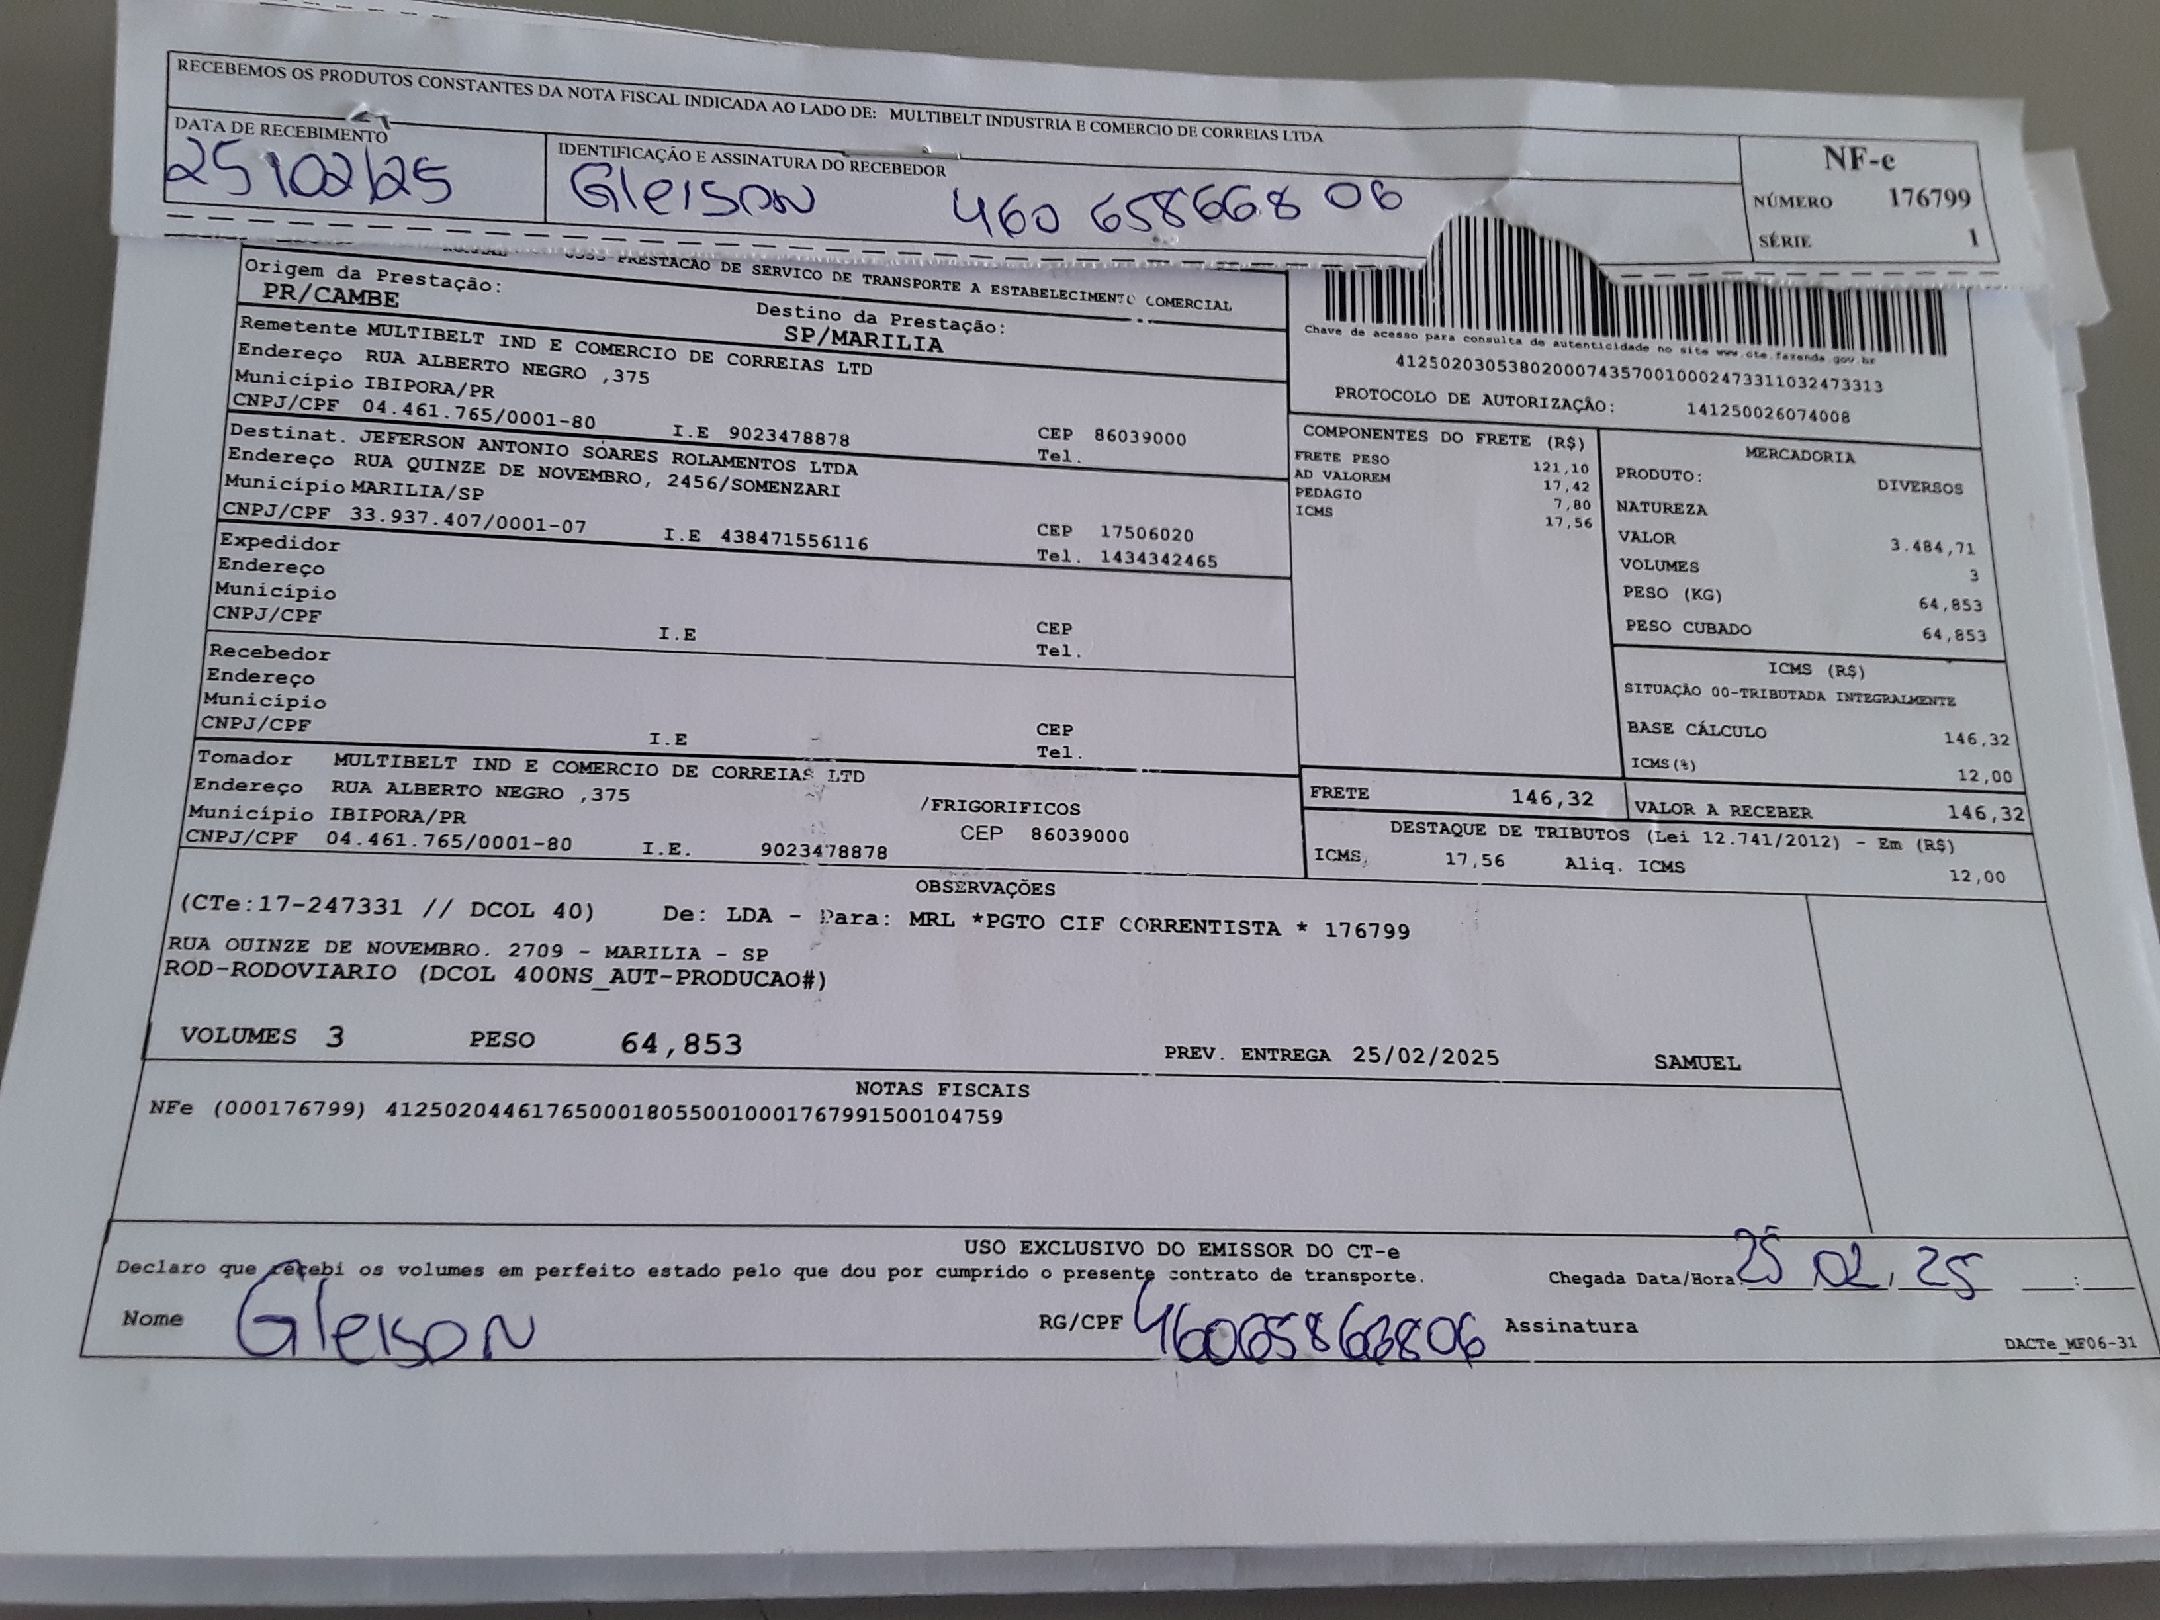 RECEBEMOS OS PRODUTOS CONSTANTES DA NOTA FISCAL INDICADA AO LADO DE: MULTIBELT INDUSTRIA E COMERCIO DE CORREIAS LTDA
DATA DE RECEBIMENTO
25/02/25
IDENTIFICAÇÃO E ASSINATURA DO RECEBEDOR
Gleison 460 658668 06
NF-e
NÚMERO 176799
SÉRIE 1
PRESTACAO DE SERVICO DE TRANSPORTE A ESTABELECIMENTO COMERCIAL
Origem da Prestação:
PR/CAMBE
Destino da Prestação:
SP/MARILIA
Remetente MULTIBELT IND E COMERCIO DE CORREIAS LTD
Endereço RUA ALBERTO NEGRO ,375
Município IBIPORA/PR
CNPJ/CPF 04.461.765/0001-80 I.E 9023478878 CEP 86039000
Tel.
Destinat. JEFERSON ANTONIO SOARES ROLAMENTOS LTDA
Endereço RUA QUINZE DE NOVEMBRO, 2456/SOMENZARI
Município MARILIA/SP
CNPJ/CPF 33.937.407/0001-07 I.E 438471556116 CEP 17506020
Tel. 1434342465
Expedidor
Endereço
Município
CNPJ/CPF I.E CEP
Tel.
Recebedor
Endereço
Município
CNPJ/CPF I.E CEP
Tel.
Tomador MULTIBELT IND E COMERCIO DE CORREIAS LTD
Endereço RUA ALBERTO NEGRO ,375 /FRIGORIFICOS
Município IBIPORA/PR CEP 86039000
CNPJ/CPF 04.461.765/0001-80 I.E. 9023478878
Chave de acesso para consulta de autenticidade no site www.cte.fazenda.gov.br
41250203053802000743570010002473311032473313
PROTOCOLO DE AUTORIZAÇÃO: 141250026074008
COMPONENTES DO FRETE (R$)
FRETE PESO 121,10
AD VALOREM 17,42
PEDAGIO 7,80
ICMS 17,56
MERCADORIA
PRODUTO: DIVERSOS
NATUREZA
VALOR 3.484,71
VOLUMES 3
PESO (KG) 64,853
PESO CUBADO 64,853
ICMS (R$)
SITUAÇÃO 00-TRIBUTADA INTEGRALMENTE
BASE CÁLCULO 146,32
ICMS(%) 12,00
FRETE 146,32
VALOR A RECEBER 146,32
DESTAQUE DE TRIBUTOS (Lei 12.741/2012) - Em (R$)
ICMS, 17,56 Aliq. ICMS 12,00
OBSERVAÇÕES
(CTe:17-247331 // DCOL 40) De: LDA - Para: MRL *PGTO CIF CORRENTISTA * 176799
RUA QUINZE DE NOVEMBRO. 2709 - MARILIA - SP
ROD-RODOVIARIO (DCOL 400NS_AUT-PRODUCAO#)
VOLUMES 3 PESO 64,853 PREV. ENTREGA 25/02/2025 SAMUEL
NOTAS FISCAIS
NFe (000176799) 41250204461765000180550010001767991500104759
USO EXCLUSIVO DO EMISSOR DO CT-e
Declaro que recebi os volumes em perfeito estado pelo que dou por cumprido o presente contrato de transporte. Chegada Data/Hora 25/02/25 :
Nome Gleison RG/CPF 46065866806 Assinatura
DACTe_MF06-31